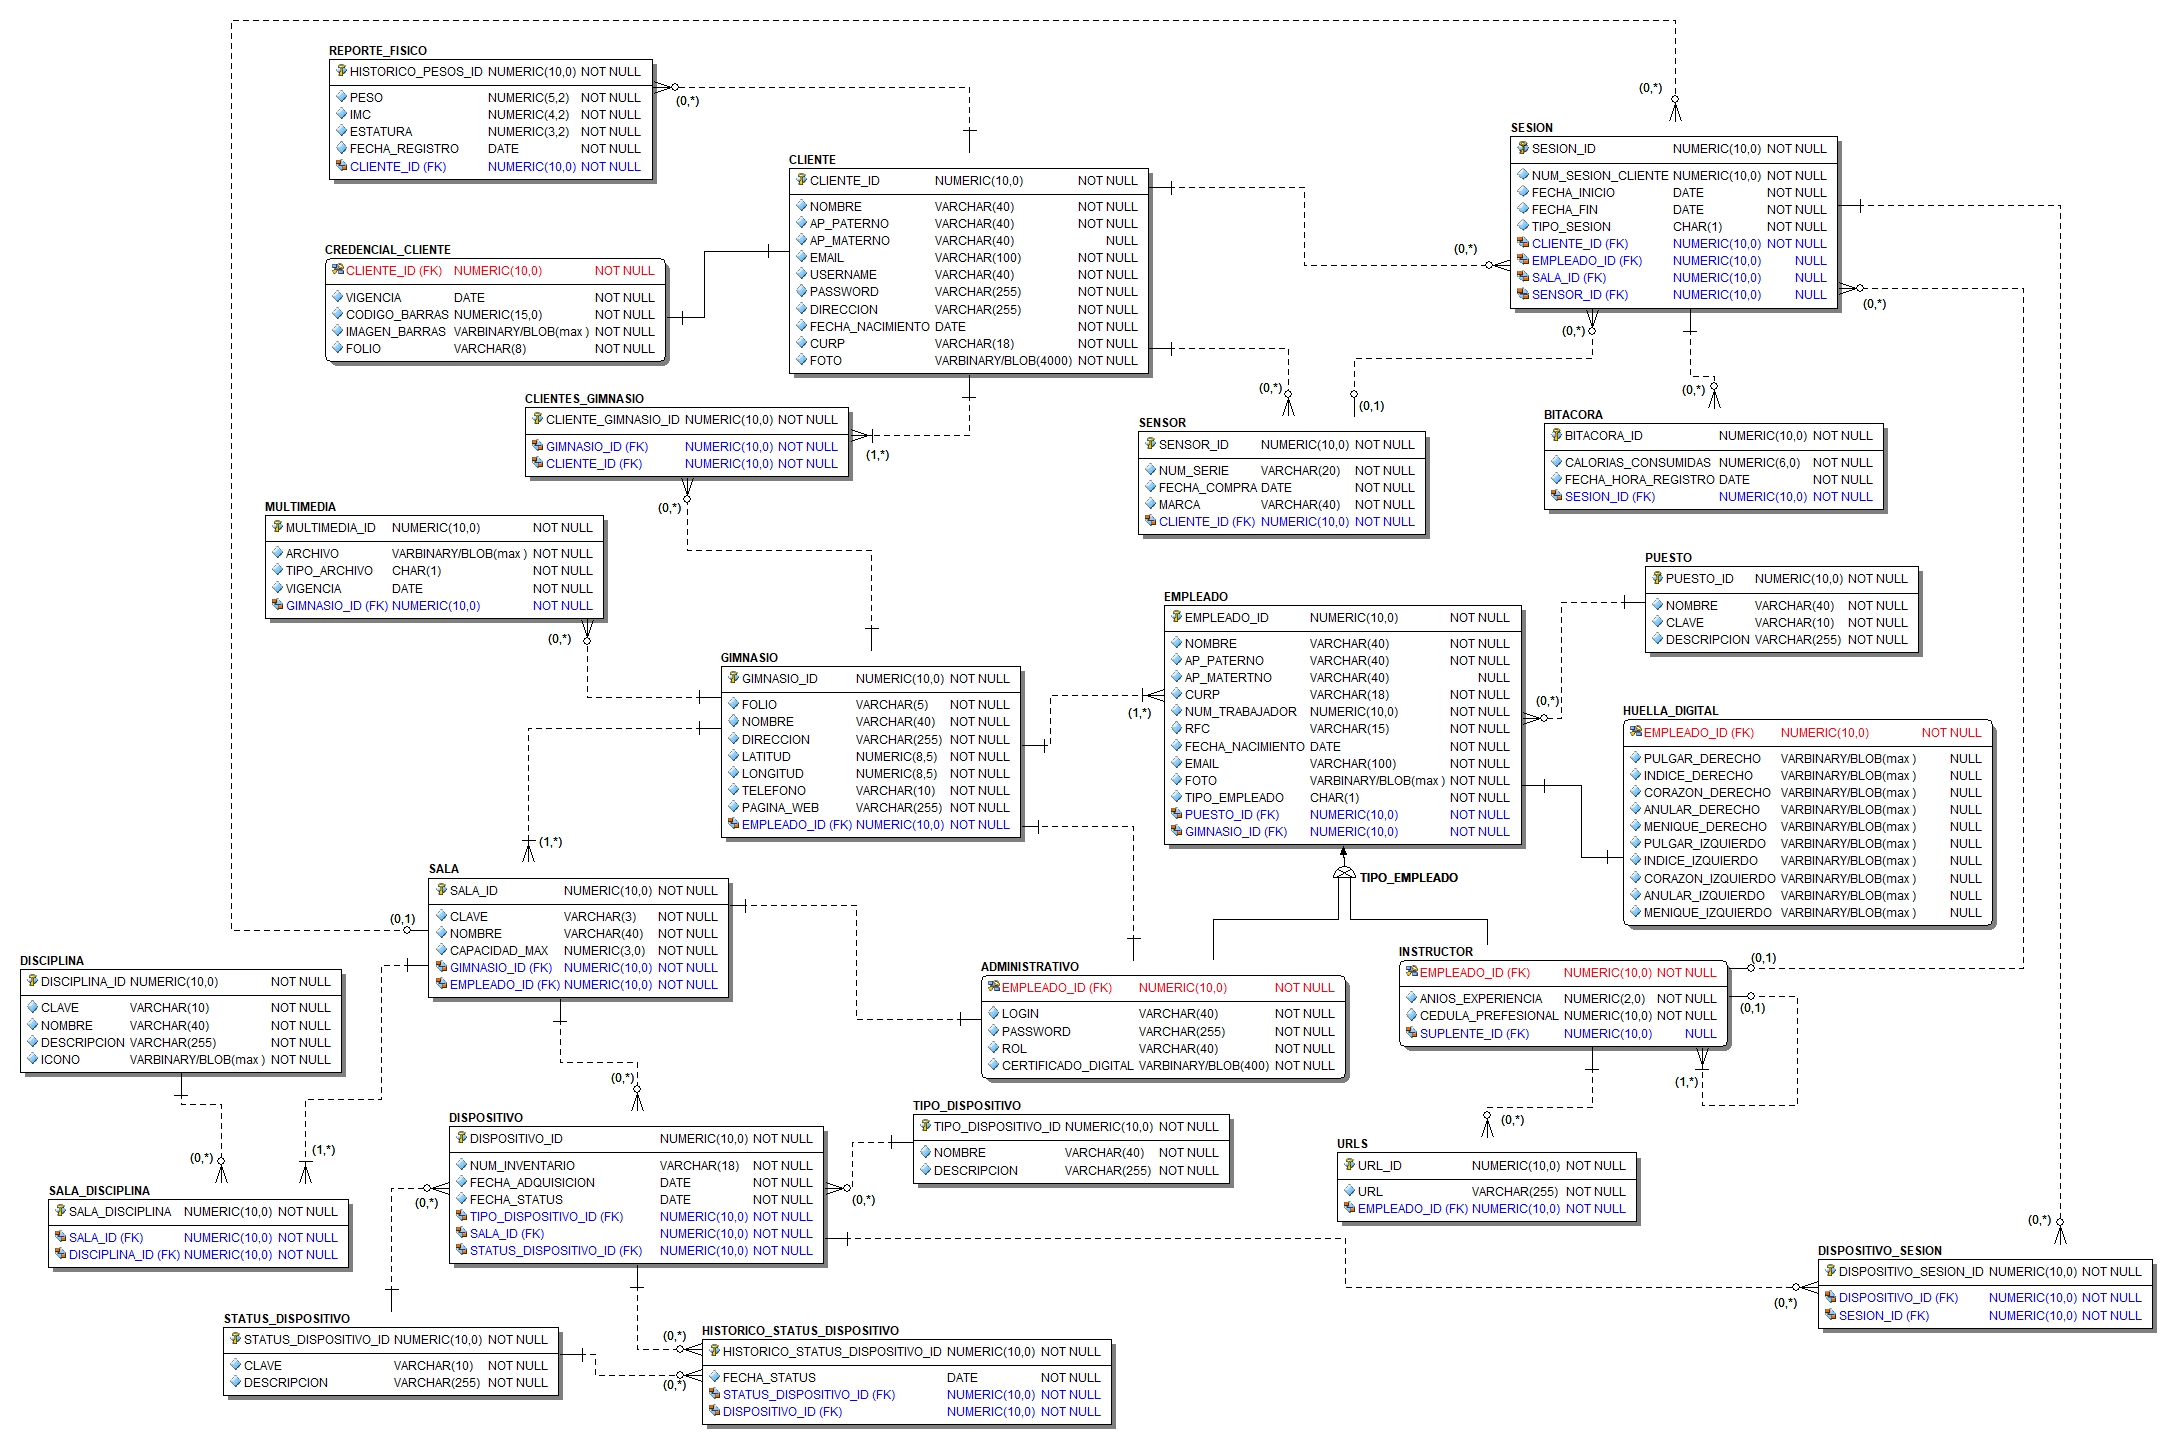 REPORTE_FISICO
HISTORICO_PESOS_ID NUMERIC(10,0) NOT NULL
PESO NUMERIC(5,2) NOT NULL
IMC NUMERIC(4,2) NOT NULL
ESTATURA NUMERIC(3,2) NOT NULL
FECHA_REGISTRO DATE NOT NULL
CLIENTE_ID (FK) NUMERIC(10,0) NOT NULL
(0,*)
CLIENTE
CLIENTE_ID NUMERIC(10,0) NOT NULL
NOMBRE VARCHAR(40) NOT NULL
AP_PATERNO VARCHAR(40) NOT NULL
AP_MATERNO VARCHAR(40) NULL
EMAIL VARCHAR(100) NOT NULL
USERNAME VARCHAR(40) NOT NULL
PASSWORD VARCHAR(255) NOT NULL
DIRECCION VARCHAR(255) NOT NULL
FECHA_NACIMIENTO DATE NOT NULL
CURP VARCHAR(18) NOT NULL
FOTO VARBINARY/BLOB(4000) NOT NULL
(0,*)
SESION
SESION_ID NUMERIC(10,0) NOT NULL
NUM_SESION_CLIENTE NUMERIC(10,0) NOT NULL
FECHA_INICIO DATE NOT NULL
FECHA_FIN DATE NOT NULL
TIPO_SESION CHAR(1) NOT NULL
CLIENTE_ID (FK) NUMERIC(10,0) NOT NULL
EMPLEADO_ID (FK) NUMERIC(10,0) NULL
SALA_ID (FK) NUMERIC(10,0) NULL
SENSOR_ID (FK) NUMERIC(10,0) NULL
(0,*)
(0,*)
(0,*)
(0,*)
CREDENCIAL_CLIENTE
CLIENTE_ID (FK) NUMERIC(10,0) NOT NULL
VIGENCIA DATE NOT NULL
CODIGO_BARRAS NUMERIC(15,0) NOT NULL
IMAGEN_BARRAS VARBINARY/BLOB(max ) NOT NULL
FOLIO VARCHAR(8) NOT NULL
CLIENTES_GIMNASIO
CLIENTE_GIMNASIO_ID NUMERIC(10,0) NOT NULL
GIMNASIO_ID (FK) NUMERIC(10,0) NOT NULL
CLIENTE_ID (FK) NUMERIC(10,0) NOT NULL
(1,*)
(0,*)
(0,*)
(0,1)
SENSOR
SENSOR_ID NUMERIC(10,0) NOT NULL
NUM_SERIE VARCHAR(20) NOT NULL
FECHA_COMPRA DATE NOT NULL
MARCA VARCHAR(40) NOT NULL
CLIENTE_ID (FK) NUMERIC(10,0) NOT NULL
BITACORA
BITACORA_ID NUMERIC(10,0) NOT NULL
CALORIAS_CONSUMIDAS NUMERIC(6,0) NOT NULL
FECHA_HORA_REGISTRO DATE NOT NULL
SESION_ID (FK) NUMERIC(10,0) NOT NULL
MULTIMEDIA
MULTIMEDIA_ID NUMERIC(10,0) NOT NULL
ARCHIVO VARBINARY/BLOB(max ) NOT NULL
TIPO_ARCHIVO CHAR(1) NOT NULL
VIGENCIA DATE NOT NULL
GIMNASIO_ID (FK) NUMERIC(10,0) NOT NULL
(0,*)
PUESTO
PUESTO_ID NUMERIC(10,0) NOT NULL
NOMBRE VARCHAR(40) NOT NULL
CLAVE VARCHAR(10) NOT NULL
DESCRIPCION VARCHAR(255) NOT NULL
EMPLEADO
EMPLEADO_ID NUMERIC(10,0) NOT NULL
NOMBRE VARCHAR(40) NOT NULL
AP_PATERNO VARCHAR(40) NOT NULL
AP_MATERTNO VARCHAR(40) NULL
CURP VARCHAR(18) NOT NULL
NUM_TRABAJADOR NUMERIC(10,0) NOT NULL
RFC VARCHAR(15) NOT NULL
FECHA_NACIMIENTO DATE NOT NULL
EMAIL VARCHAR(100) NOT NULL
FOTO VARBINARY/BLOB(max ) NOT NULL
TIPO_EMPLEADO CHAR(1) NOT NULL
PUESTO_ID (FK) NUMERIC(10,0) NOT NULL
GIMNASIO_ID (FK) NUMERIC(10,0) NOT NULL
(1,*)
(0,*)
TIPO_EMPLEADO
GIMNASIO
GIMNASIO_ID NUMERIC(10,0) NOT NULL
FOLIO VARCHAR(5) NOT NULL
NOMBRE VARCHAR(40) NOT NULL
DIRECCION VARCHAR(255) NOT NULL
LATITUD NUMERIC(8,5) NOT NULL
LONGITUD NUMERIC(8,5) NOT NULL
TELEFONO VARCHAR(10) NOT NULL
PAGINA_WEB VARCHAR(255) NOT NULL
EMPLEADO_ID (FK) NUMERIC(10,0) NOT NULL
HUELLA_DIGITAL
EMPLEADO_ID (FK) NUMERIC(10,0) NOT NULL
PULGAR_DERECHO VARBINARY/BLOB(max ) NULL
INDICE_DERECHO VARBINARY/BLOB(max ) NULL
CORAZON_DERECHO VARBINARY/BLOB(max ) NULL
ANULAR_DERECHO VARBINARY/BLOB(max ) NULL
MENIQUE_DERECHO VARBINARY/BLOB(max ) NULL
PULGAR_IZQUIERDO VARBINARY/BLOB(max ) NULL
INDICE_IZQUIERDO VARBINARY/BLOB(max ) NULL
CORAZON_IZQUIERDO VARBINARY/BLOB(max ) NULL
ANULAR_IZQUIERDO VARBINARY/BLOB(max ) NULL
MENIQUE_IZQUIERDO VARBINARY/BLOB(max ) NULL
(1,*)
SALA
SALA_ID NUMERIC(10,0) NOT NULL
CLAVE VARCHAR(3) NOT NULL
NOMBRE VARCHAR(40) NOT NULL
CAPACIDAD_MAX NUMERIC(3,0) NOT NULL
GIMNASIO_ID (FK) NUMERIC(10,0) NOT NULL
EMPLEADO_ID (FK) NUMERIC(10,0) NOT NULL
(0,1)
DISCIPLINA
DISCIPLINA_ID NUMERIC(10,0) NOT NULL
CLAVE VARCHAR(10) NOT NULL
NOMBRE VARCHAR(40) NOT NULL
DESCRIPCION VARCHAR(255) NOT NULL
ICONO VARBINARY/BLOB(max ) NOT NULL
ADMINISTRATIVO
EMPLEADO_ID (FK) NUMERIC(10,0) NOT NULL
LOGIN VARCHAR(40) NOT NULL
PASSWORD VARCHAR(255) NOT NULL
ROL VARCHAR(40) NOT NULL
CERTIFICADO_DIGITAL VARBINARY/BLOB(400) NOT NULL
INSTRUCTOR
EMPLEADO_ID (FK) NUMERIC(10,0) NOT NULL
ANIOS_EXPERIENCIA NUMERIC(2,0) NOT NULL
CEDULA_PREFESIONAL NUMERIC(10,0) NOT NULL
SUPLENTE_ID (FK) NUMERIC(10,0) NULL
(0,1)
(0,1)
(1,*)
(0,*)
(0,*)
DISPOSITIVO
DISPOSITIVO_ID NUMERIC(10,0) NOT NULL
NUM_INVENTARIO VARCHAR(18) NOT NULL
FECHA_ADQUISICION DATE NOT NULL
FECHA_STATUS DATE NOT NULL
TIPO_DISPOSITIVO_ID (FK) NUMERIC(10,0) NOT NULL
SALA_ID (FK) NUMERIC(10,0) NOT NULL
STATUS_DISPOSITIVO_ID (FK) NUMERIC(10,0) NOT NULL
TIPO_DISPOSITIVO
TIPO_DISPOSITIVO_ID NUMERIC(10,0) NOT NULL
NOMBRE VARCHAR(40) NOT NULL
DESCRIPCION VARCHAR(255) NOT NULL
(0,*)
(0,*)
URLS
URL_ID NUMERIC(10,0) NOT NULL
URL VARCHAR(255) NOT NULL
EMPLEADO_ID (FK) NUMERIC(10,0) NOT NULL
(0,*)
(1,*)
SALA_DISCIPLINA
SALA_DISCIPLINA NUMERIC(10,0) NOT NULL
SALA_ID (FK) NUMERIC(10,0) NOT NULL
DISCIPLINA_ID (FK) NUMERIC(10,0) NOT NULL
(0,*)
(0,*)
DISPOSITIVO_SESION
DISPOSITIVO_SESION_ID NUMERIC(10,0) NOT NULL
DISPOSITIVO_ID (FK) NUMERIC(10,0) NOT NULL
SESION_ID (FK) NUMERIC(10,0) NOT NULL
STATUS_DISPOSITIVO
STATUS_DISPOSITIVO_ID NUMERIC(10,0) NOT NULL
CLAVE VARCHAR(10) NOT NULL
DESCRIPCION VARCHAR(255) NOT NULL
(0,*)
(0,*)
HISTORICO_STATUS_DISPOSITIVO
HISTORICO_STATUS_DISPOSITIVO_ID NUMERIC(10,0) NOT NULL
FECHA_STATUS DATE NOT NULL
STATUS_DISPOSITIVO_ID (FK) NUMERIC(10,0) NOT NULL
DISPOSITIVO_ID (FK) NUMERIC(10,0) NOT NULL